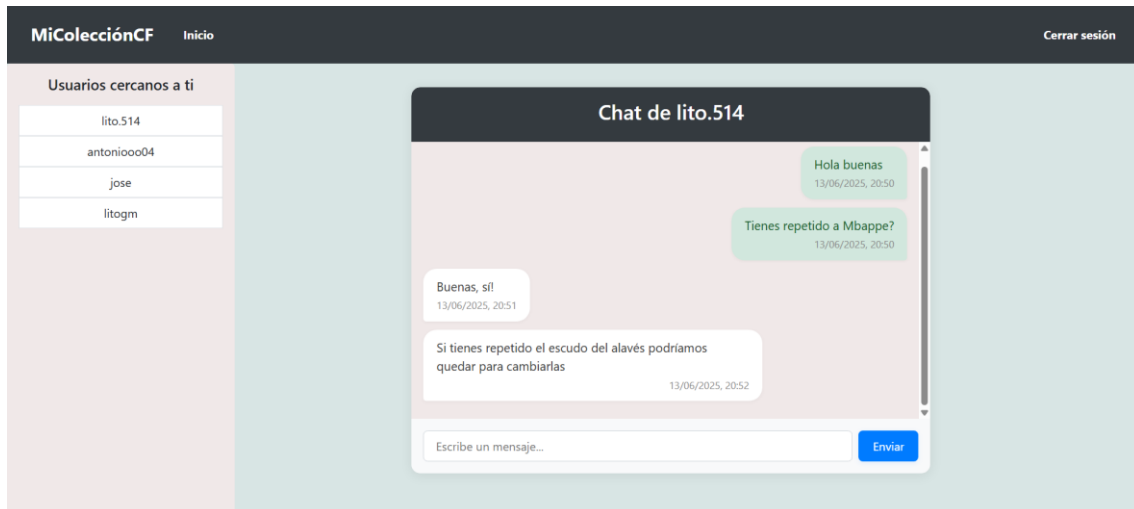 MiColecciónCF Inicio Cerrar sesión
Usuarios cercanos a ti
lito.514
antoniooo04
jose
litogm
Chat de lito.514
Hola buenas
13/06/2025, 20:50
Tienes repetido a Mbappe?
13/06/2025, 20:50
Buenas, sí!
13/06/2025, 20:51
Si tienes repetido el escudo del alavés podríamos
quedar para cambiarlas
13/06/2025, 20:52
Escribe un mensaje...
Enviar